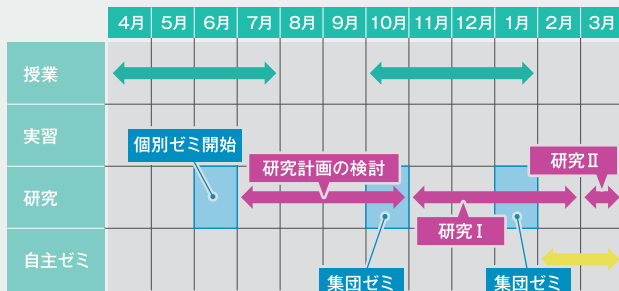 4月 5月 6月 7月 8月 9月 10月 11月 12月 1月 2月 3月
授業
実習
個別ゼミ開始
研究計画の検討
研究Ⅱ
研究
研究Ⅰ
自主ゼミ
集団ゼミ
集団ゼミ